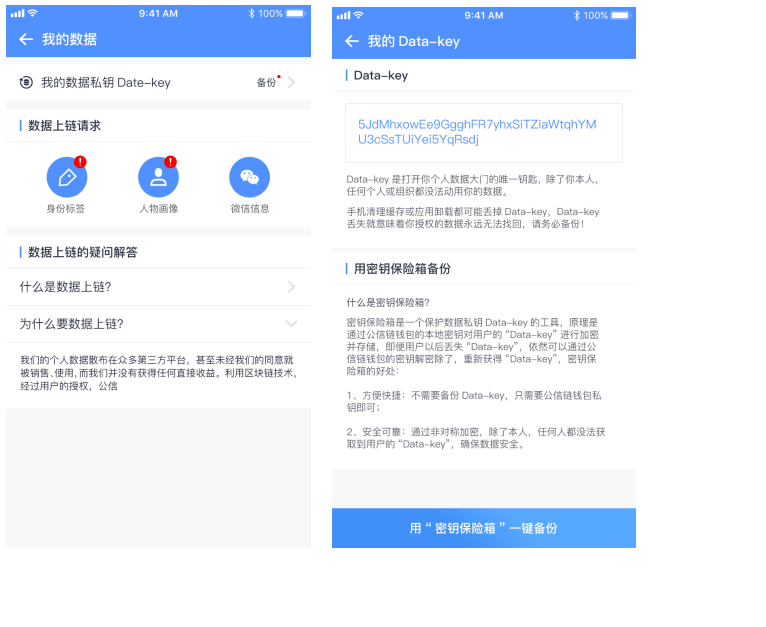 9:41 AM
100%
我的数据
我的数据私钥 Date-key
备份
数据上链请求
身份标签
人物画像
微信信息
数据上链的疑问解答
什么是数据上链?
为什么要数据上链?
我们的个人数据散布在众多第三方平台，甚至未经我们的同意就
被销售、使用，而我们并没有获得任何直接收益。利用区块链技术，
经过用户的授权，公信
9:41 AM
100%
我的 Data-key
Data-key
5JdMhxowEe9GgghFR7yhxSiTZiaWtqhYM
U3cSsTUiYei5YqRsdj
Data-key 是打开你个人数据大门的唯一钥匙，除了你本人，
任何个人或组织都没法动用你的数据。
手机清理缓存或应用卸载都可能丢掉 Data-key，Data-key
丢失就意味着你授权的数据永远无法找回，请务必备份！
用密钥保险箱备份
什么是密钥保险箱?
密钥保险箱是一个保护数据私钥 Data-key 的工具，原理是
通过公信链钱包的本地密钥对用户的 “Data-key” 进行加密
并存储，即便用户以后丢失 “Data-key”，依然可以通过公
信链钱包的密钥解密除了，重新获得 “Data-key”，密钥保
险箱的好处：
1、方便快捷：不需要备份 Data-key，只需要公信链钱包私
钥即可；
2、安全可靠：通过非对称加密，除了本人，任何人都没法获
取到用户的 “Data-key”，确保数据安全。
用 “ 密钥保险箱 ” 一键备份